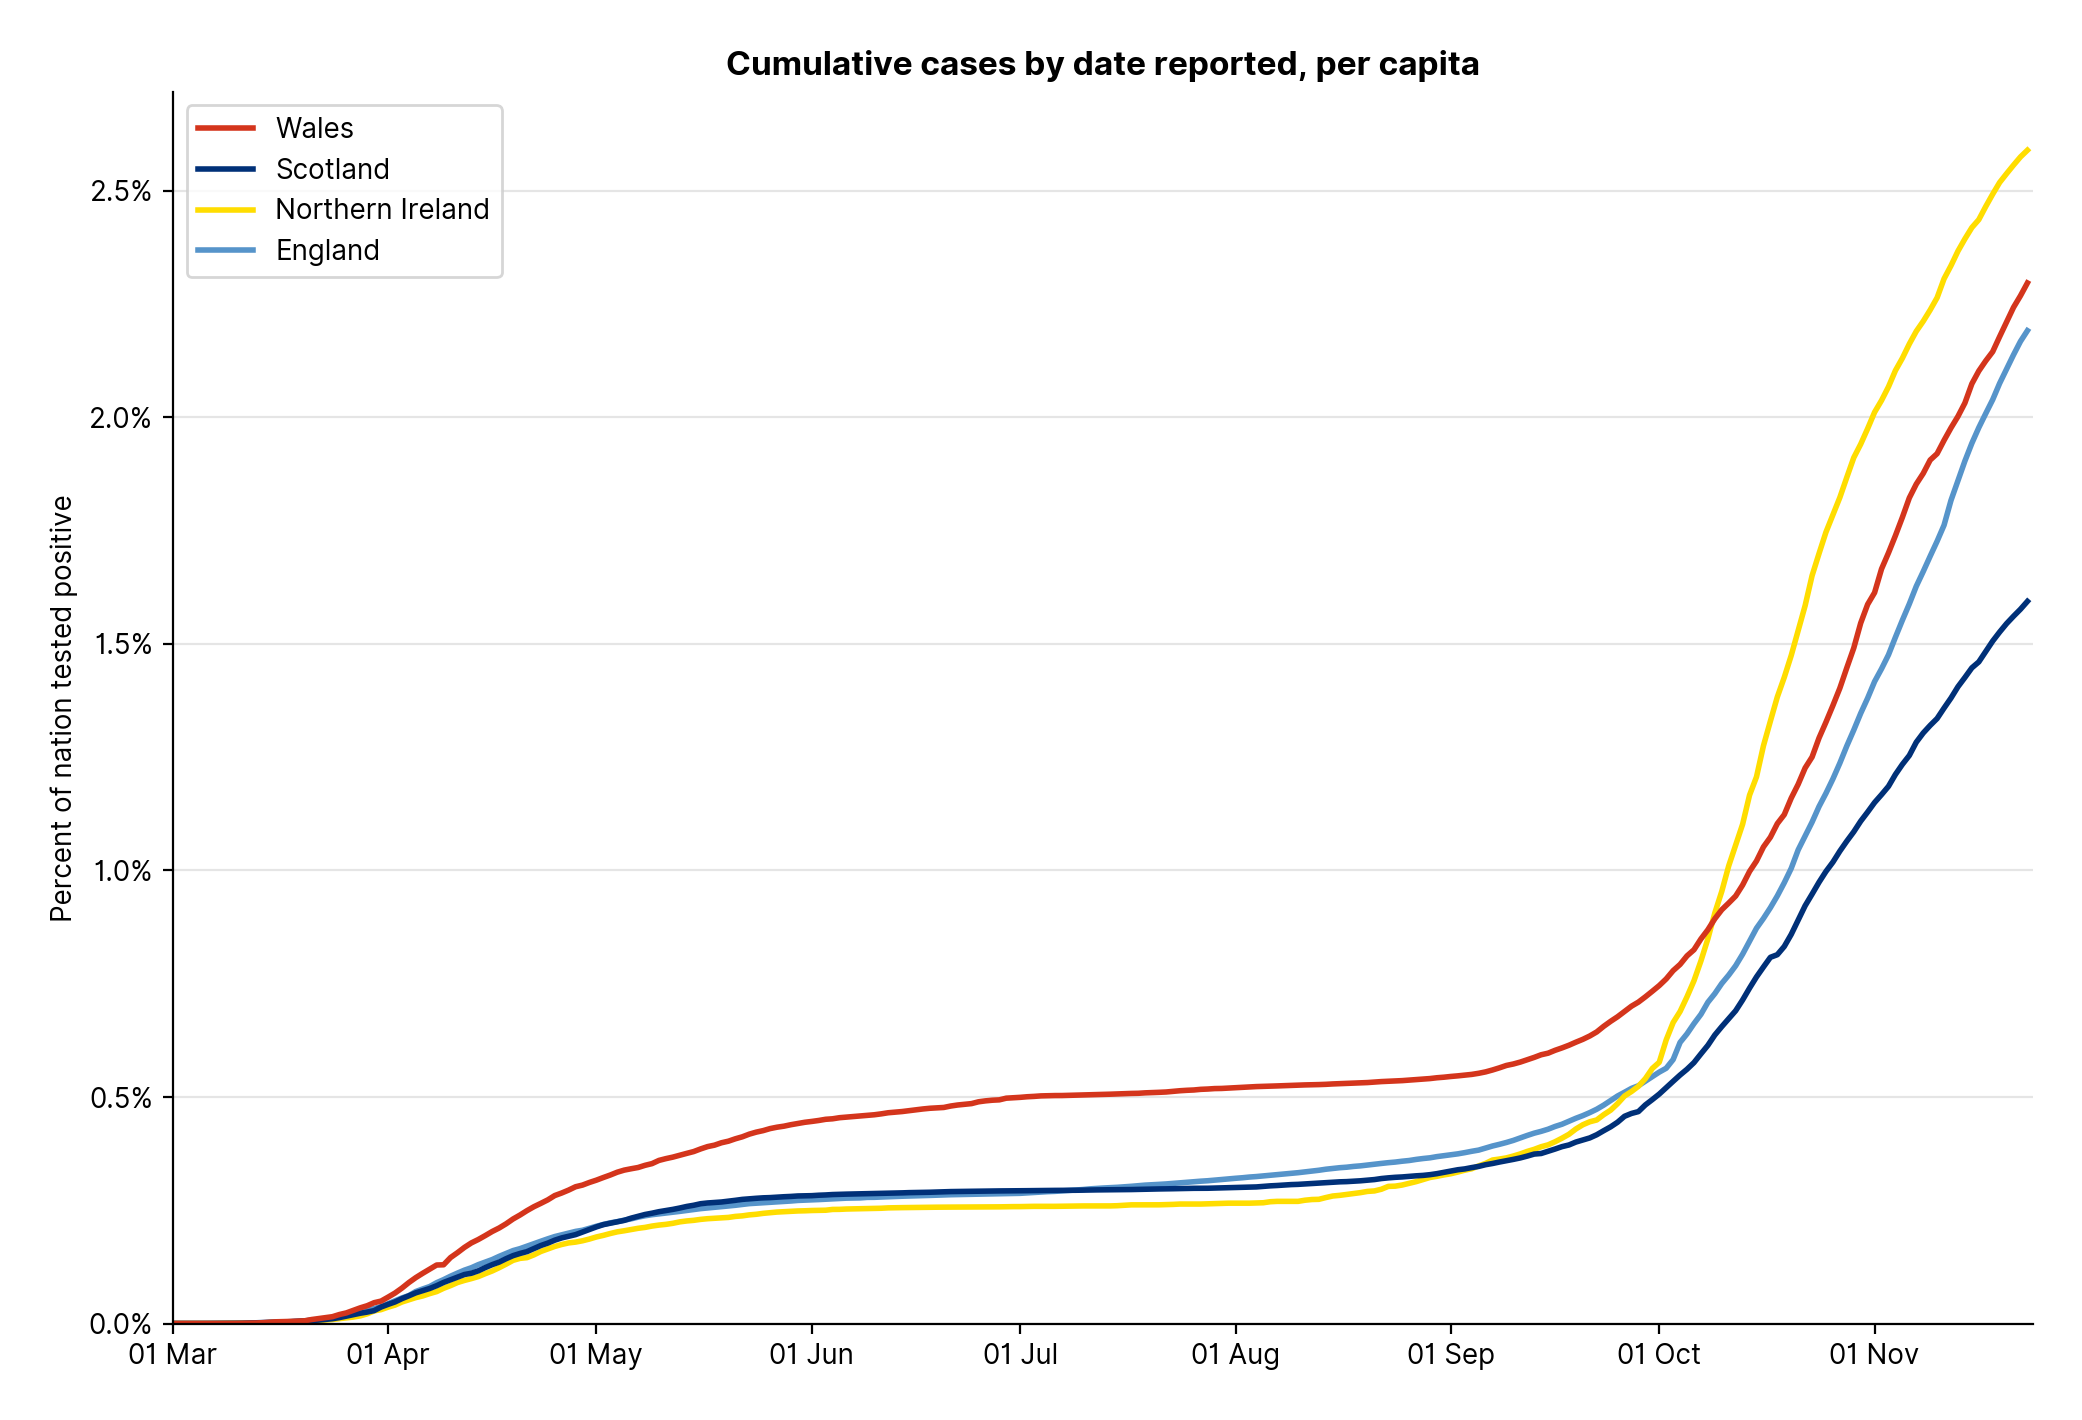 Cumulative cases by date reported, per capita
Wales
Scotland
Northern Ireland
England
Percent of nation tested positive
2.5%
2.0%
1.5%
1.0%
0.5%
0.0%
01 Mar
01 Apr
01 May
01 Jun
01 Jul
01 Aug
01 Sep
01 Oct
01 Nov